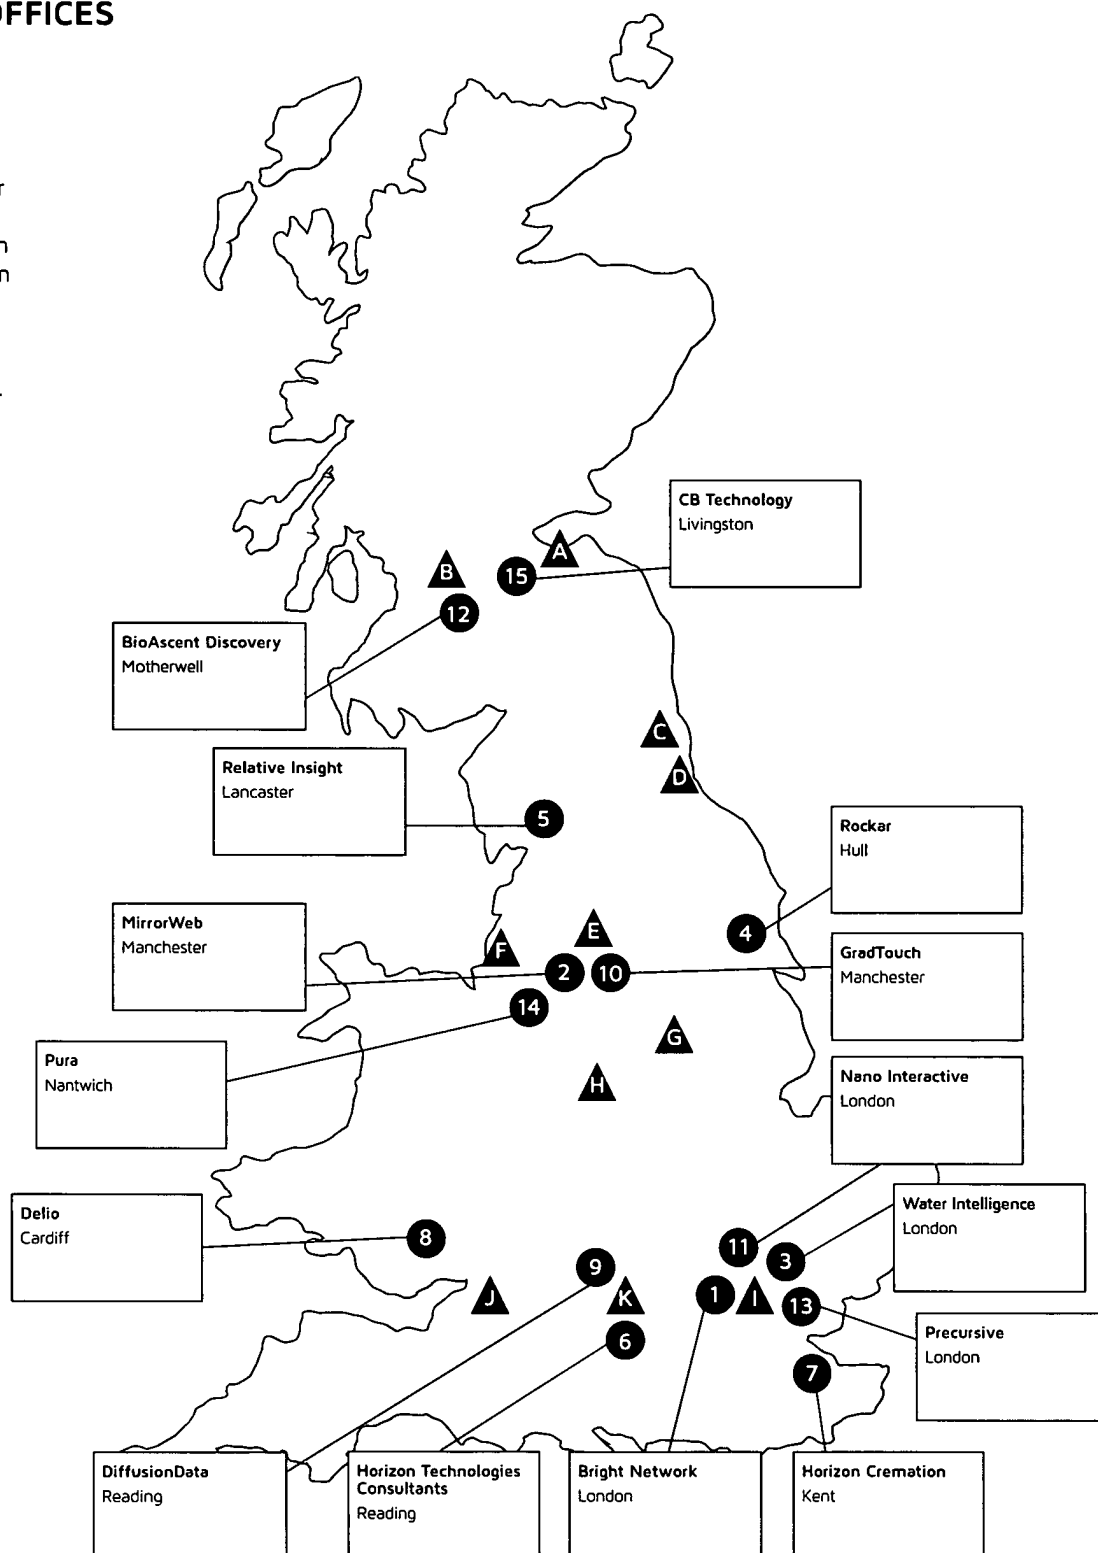 OFFICES
r
n
n
A
B
15
12
CB Technology
Livingston
BioAscent Discovery
Motherwell
C
D
Relative Insight
Lancaster
5
Rockar
Hull
4
MirrorWeb
Manchester
E
F
2
10
GradTouch
Manchester
14
G
H
Pura
Nantwich
Nano Interactive
London
Delio
Cardiff
8
Water Intelligence
London
11
3
9
J
K
1
I
13
Precursive
London
6
7
DiffusionData
Reading
Horizon Technologies
Consultants
Reading
Bright Network
London
Horizon Cremation
Kent